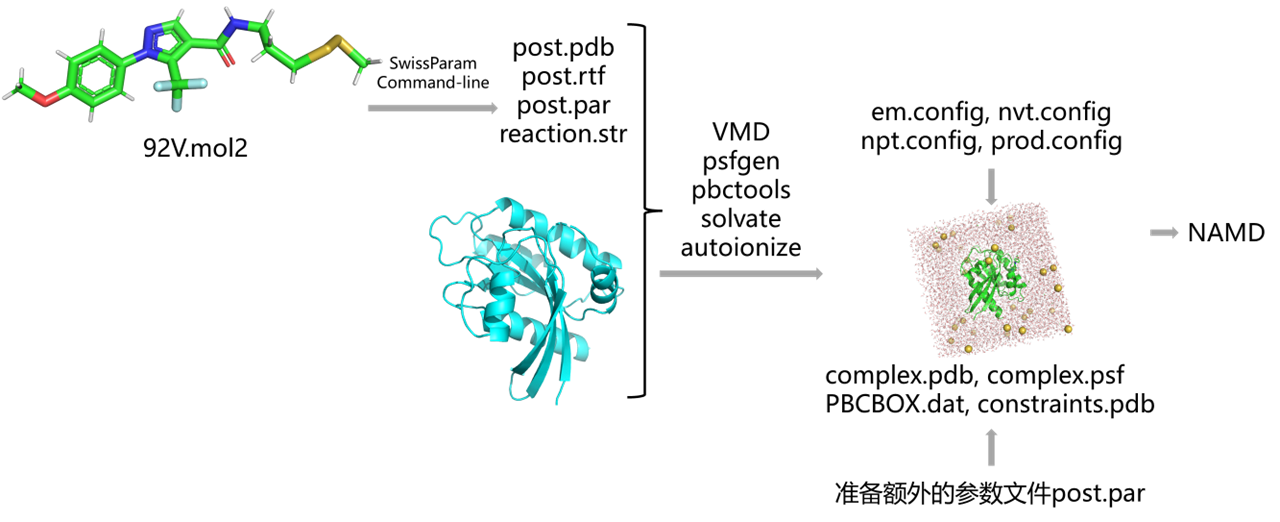 92V.mol2
SwissParam
Command-line
post.pdb
post.rtf
post.par
reaction.str
VMD
psfgen
pbctools
solvate
autoionize
em.config, nvt.config
npt.config, prod.config
complex.pdb, complex.psf
PBCBOX.dat, constraints.pdb
准备额外的参数文件post.par
NAMD